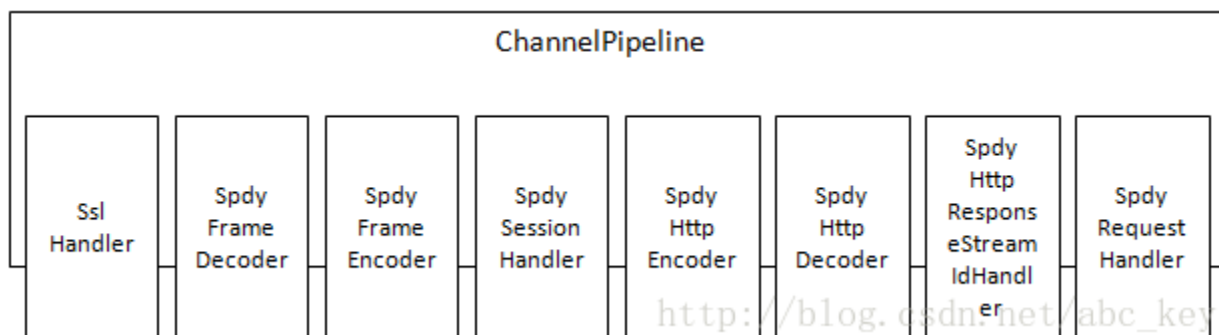 ChannelPipeline
Ssl
Handler
Spdy
Frame
Decoder
Spdy
Frame
Encoder
Spdy
Session
Handler
Spdy
Http
Encoder
Spdy
Http
Decoder
Spdy
Http
Respons
eStream
IdHandl
er
Spdy
Request
Handler
http://blog.csdn.net/abc_key